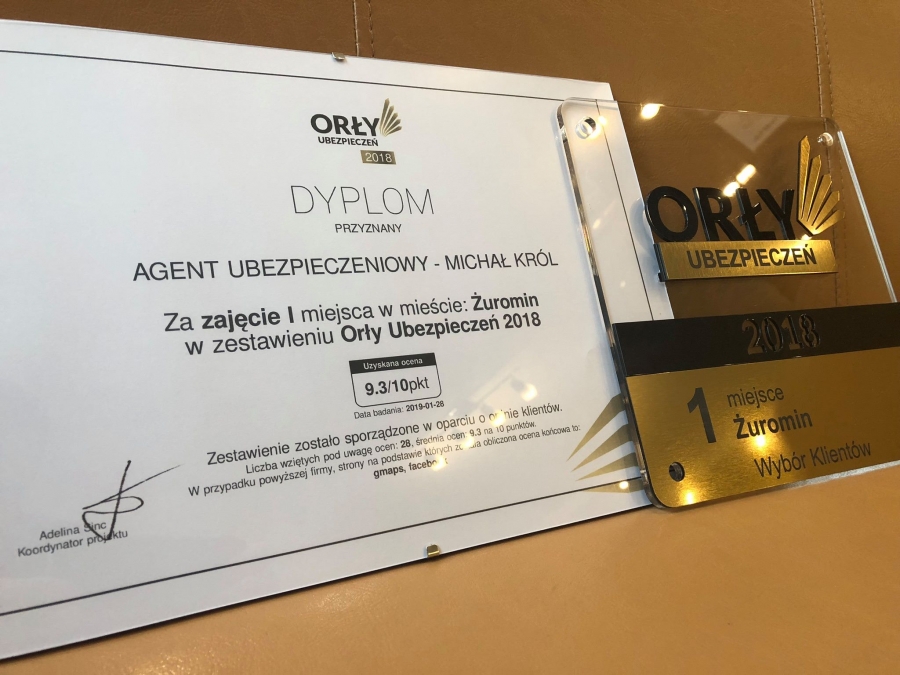 ORŁY
UBEZPIECZEŃ
2018
DYPLOM
PRZYZNANY
AGENT UBEZPIECZENIOWY - MICHAŁ KRÓL
Za zajęcie I miejsca w mieście: Żuromin
w zestawieniu Orły Ubezpieczeń 2018
Uzyskana ocena
9.3/10pkt
Data badania: 2019-01-26
Zestawienie zostało sporządzone w oparciu o opinie klientów.
Liczba wziętych pod uwagę ocen: 28, średnia ocen: 9.3 na 10 punktów.
W przypadku powyższej firmy, strony na podstawie których została obliczona ocena końcowa to:
gmaps, facebook
Adelina Sinc
Koordynator projektu
ORŁY
UBEZPIECZEŃ
2018
1 miejsce
Żuromin
Wybór Klientów